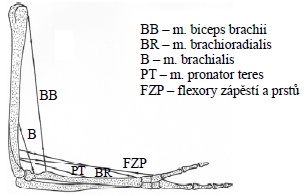 BB – m. biceps brachii
BR – m. brachioradialis
B – m. brachialis
PT – m. pronator teres
FZP – flexory zápěstí a prstů
BB
B
FZP
PT
BR